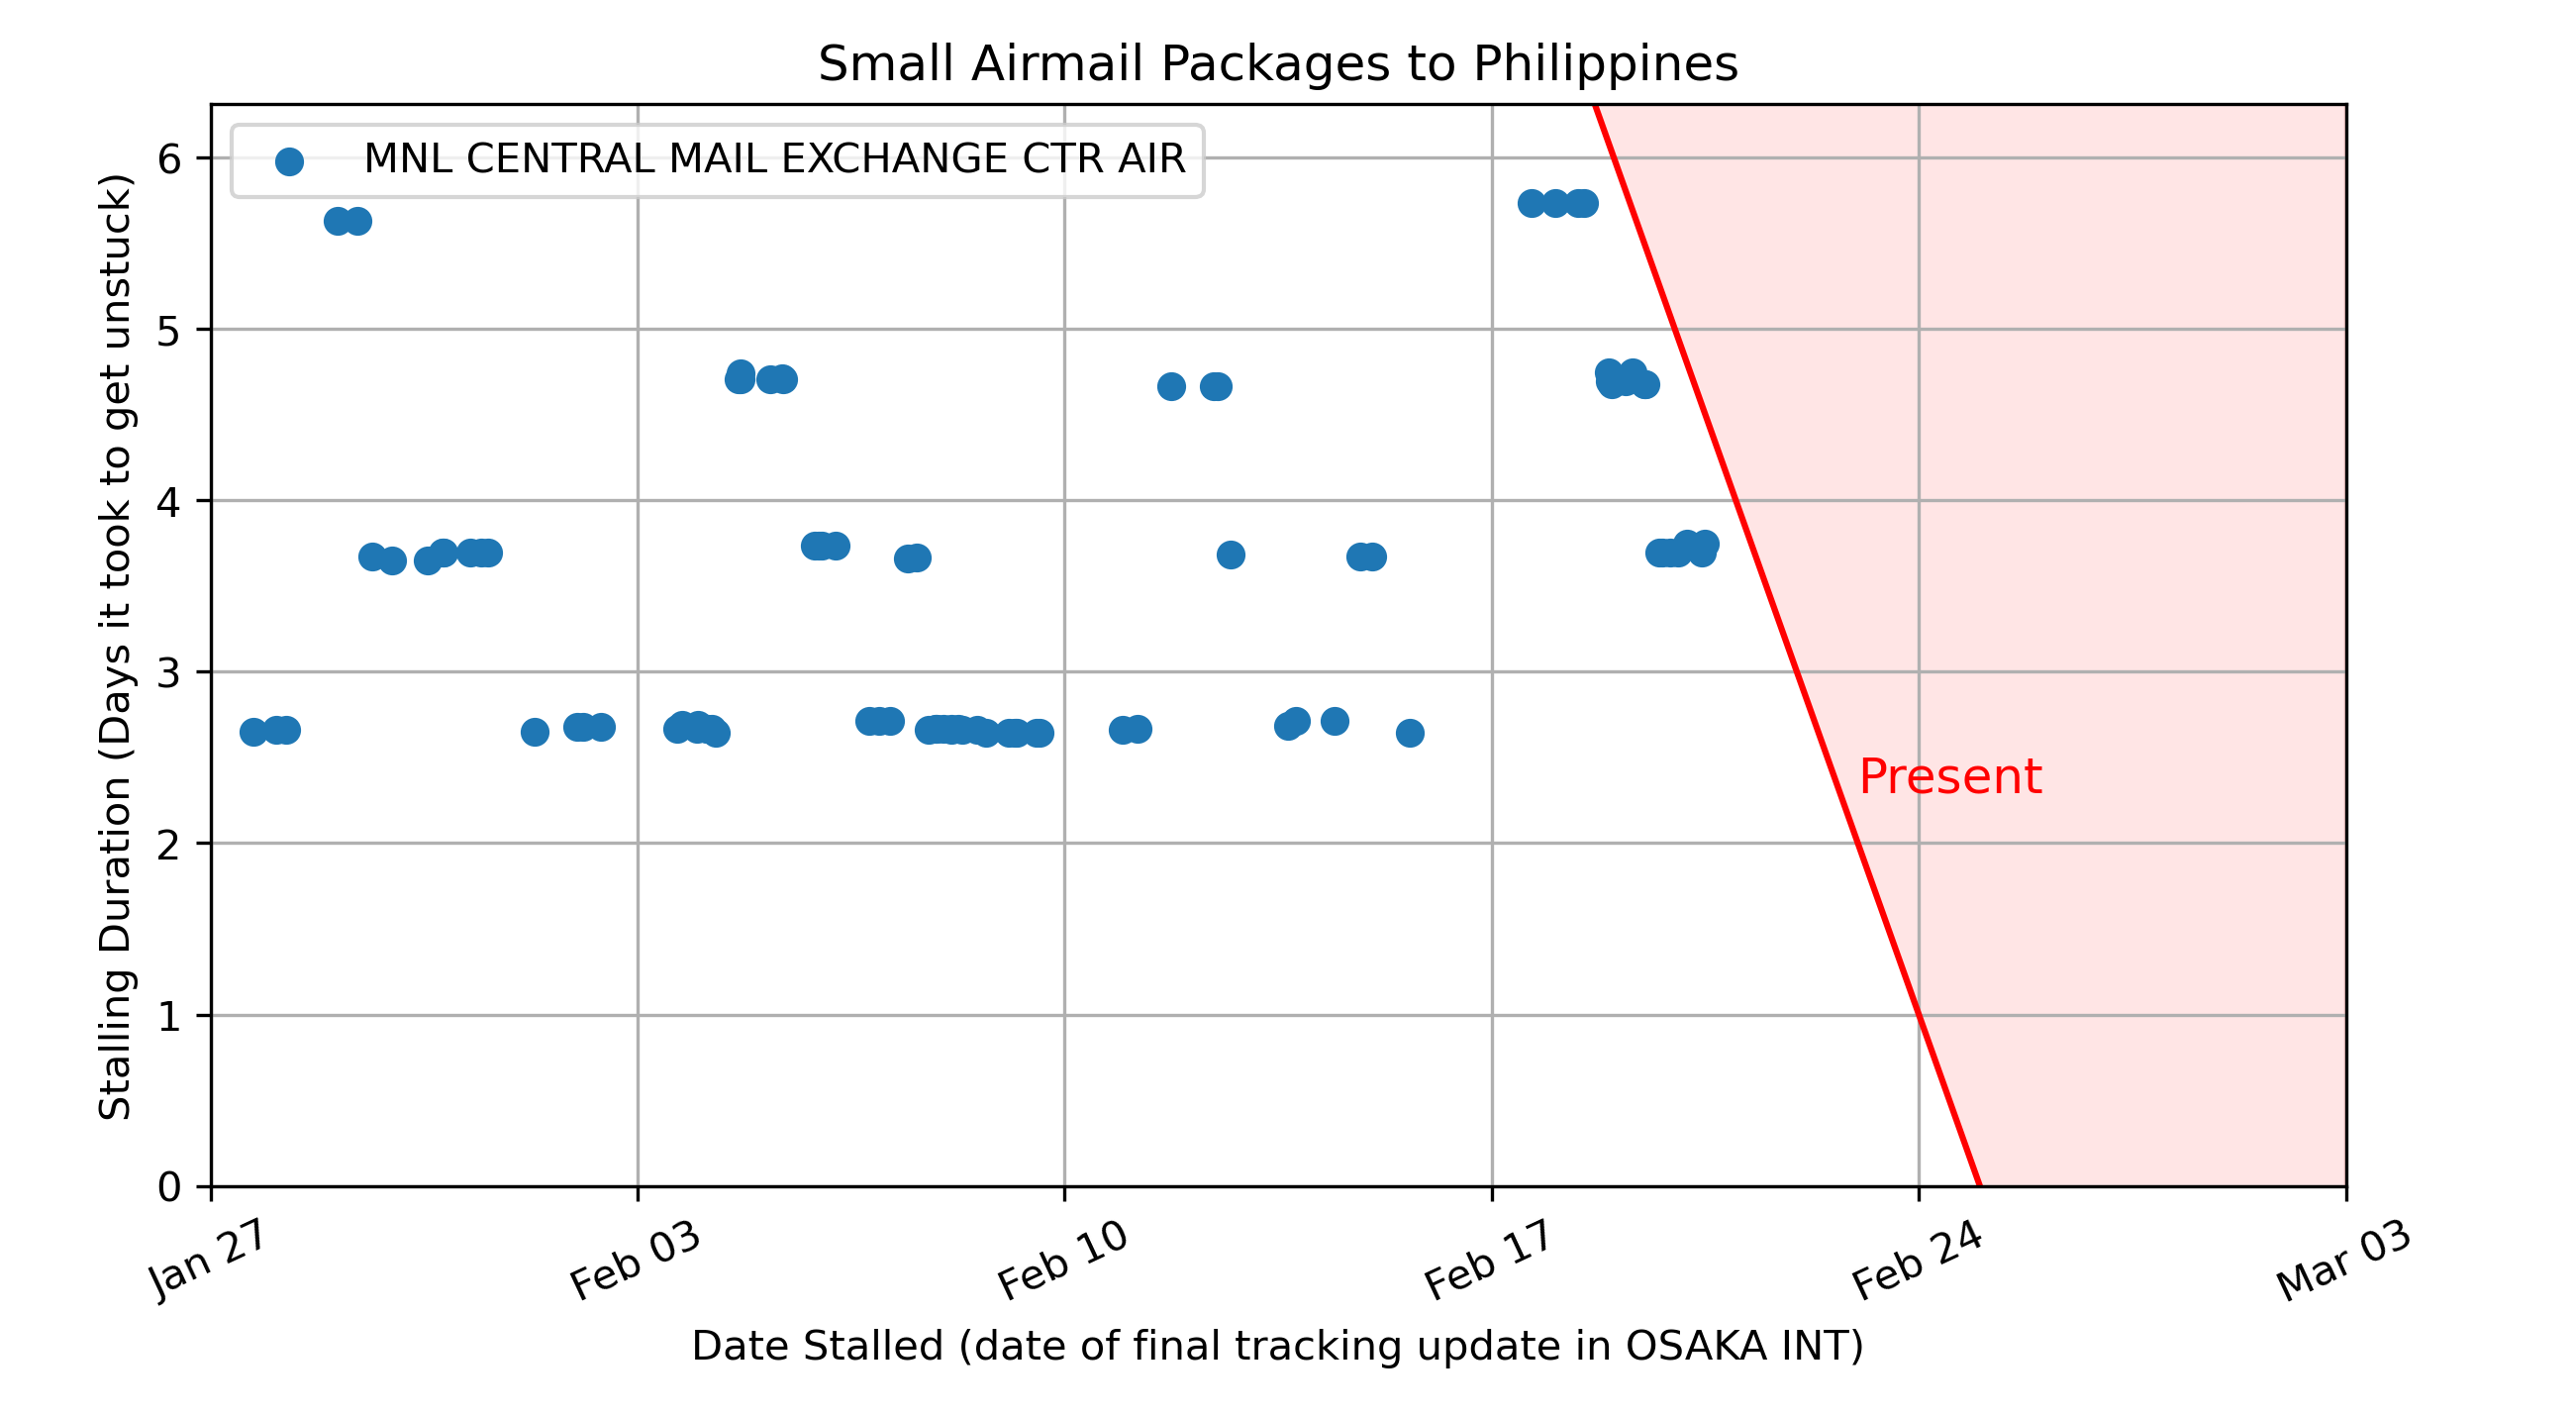 Small Airmail Packages to Philippines
MNL CENTRAL MAIL EXCHANGE CTR AIR
Stalling Duration (Days it took to get unstuck)
6
5
4
3
2
1
0
Present
Jan 27
Feb 03
Feb 10
Feb 17
Feb 24
Mar 03
Date Stalled (date of final tracking update in OSAKA INT)